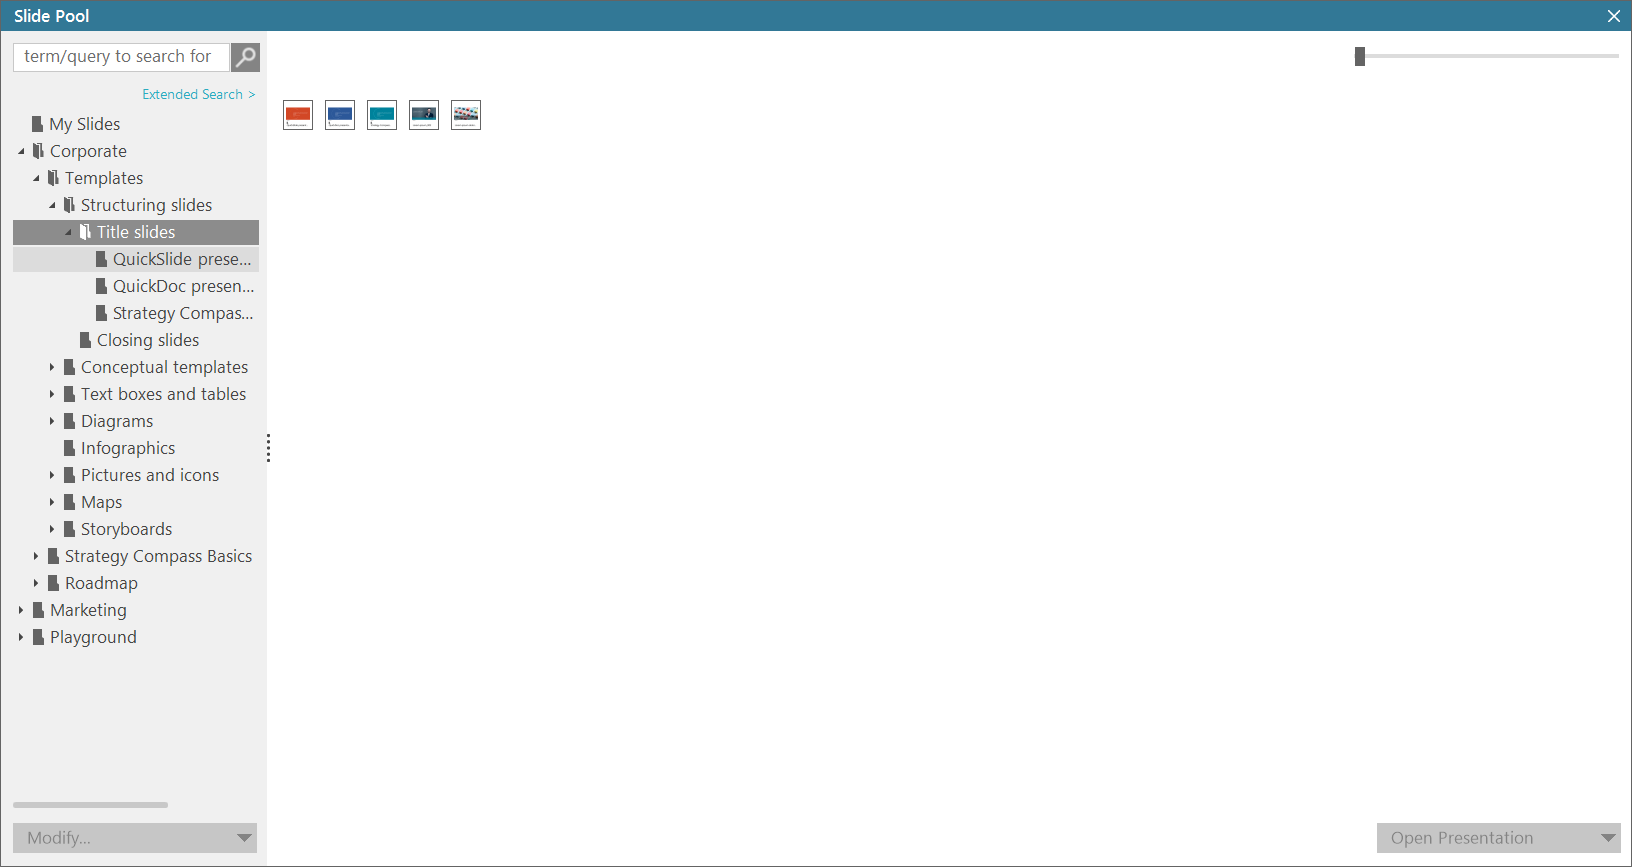 Slide Pool
term/query to search for
Extended Search >
My Slides
Corporate
Templates
Structuring slides
Title slides
QuickSlide prese...
QuickDoc presen...
Strategy Compas...
Closing slides
Conceptual templates
Text boxes and tables
Diagrams
Infographics
Pictures and icons
Maps
Storyboards
Strategy Compass Basics
Roadmap
Marketing
Playground
Modify...
Open Presentation